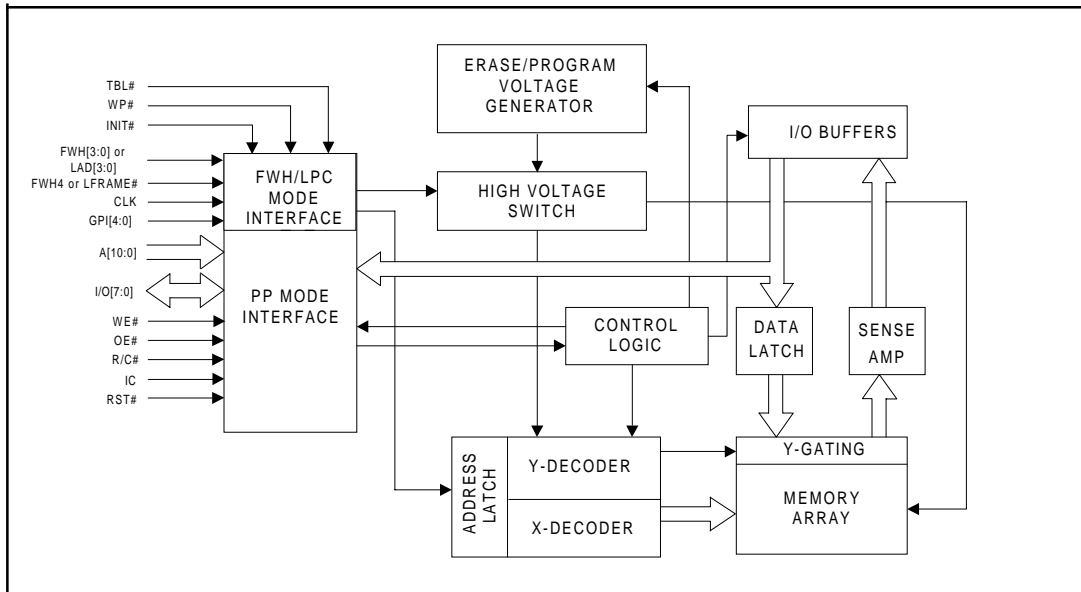 TBL#
WP#
INIT#
FWH[3:0] or
LAD[3:0]
FWH4 or LFRAME#
CLK
GPI[4:0]
A[10:0]
I/O[7:0]
WE#
OE#
R/C#
IC
RST#
FWH/LPC
MODE
INTERFACE
PP MODE
INTERFACE
ERASE/PROGRAM
VOLTAGE
GENERATOR
HIGH VOLTAGE
SWITCH
I/O BUFFERS
CONTROL
LOGIC
DATA
LATCH
SENSE
AMP
ADDRESS
LATCH
Y-DECODER
X-DECODER
Y-GATING
MEMORY
ARRAY